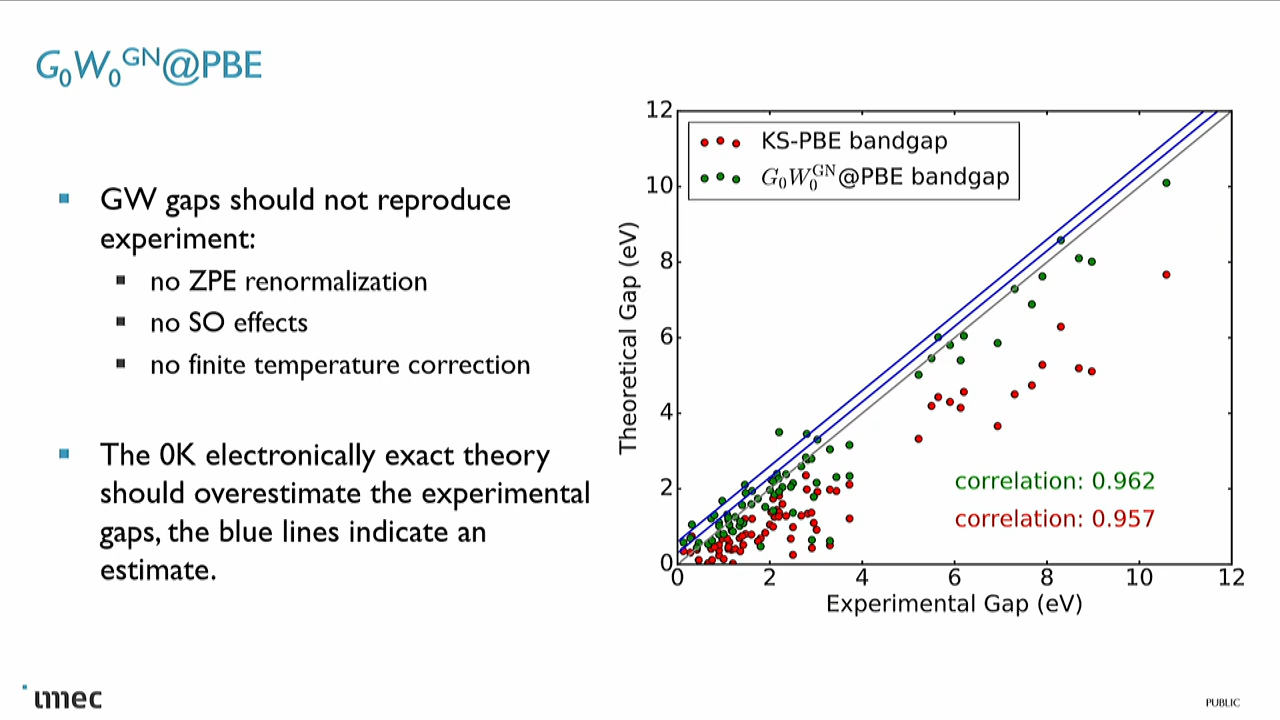 G₀W₀ᴳᴺ@PBE
GW gaps should not reproduce
experiment:
no ZPE renormalization
no SO effects
no finite temperature correction
The 0K electronically exact theory
should overestimate the experimental
gaps, the blue lines indicate an
estimate.
KS-PBE bandgap
G₀W₀ᴳᴺ@PBE bandgap
Theoretical Gap (eV)
12
10
8
6
4
2
0
correlation: 0.962
correlation: 0.957
0 2 4 6 8 10 12
Experimental Gap (eV)
imec
PUBLIC